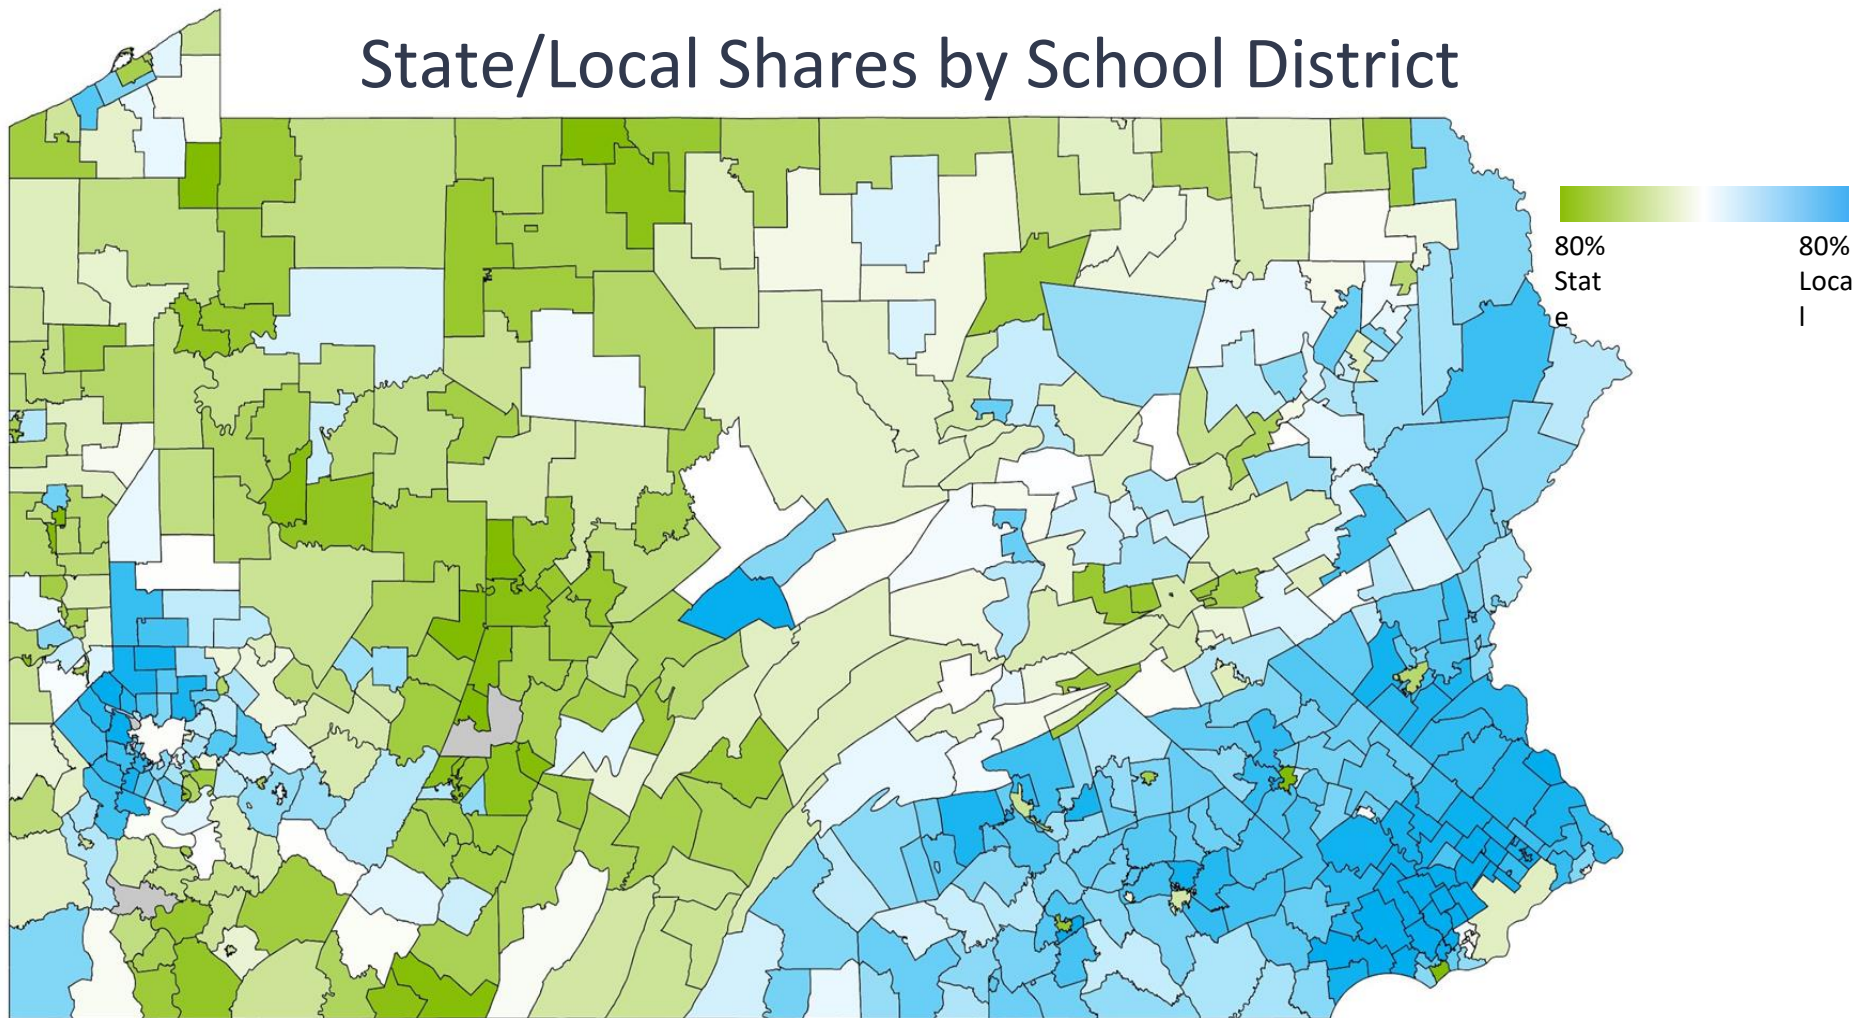 State/Local Shares by School District
80%
Stat
e
80%
Loca
l